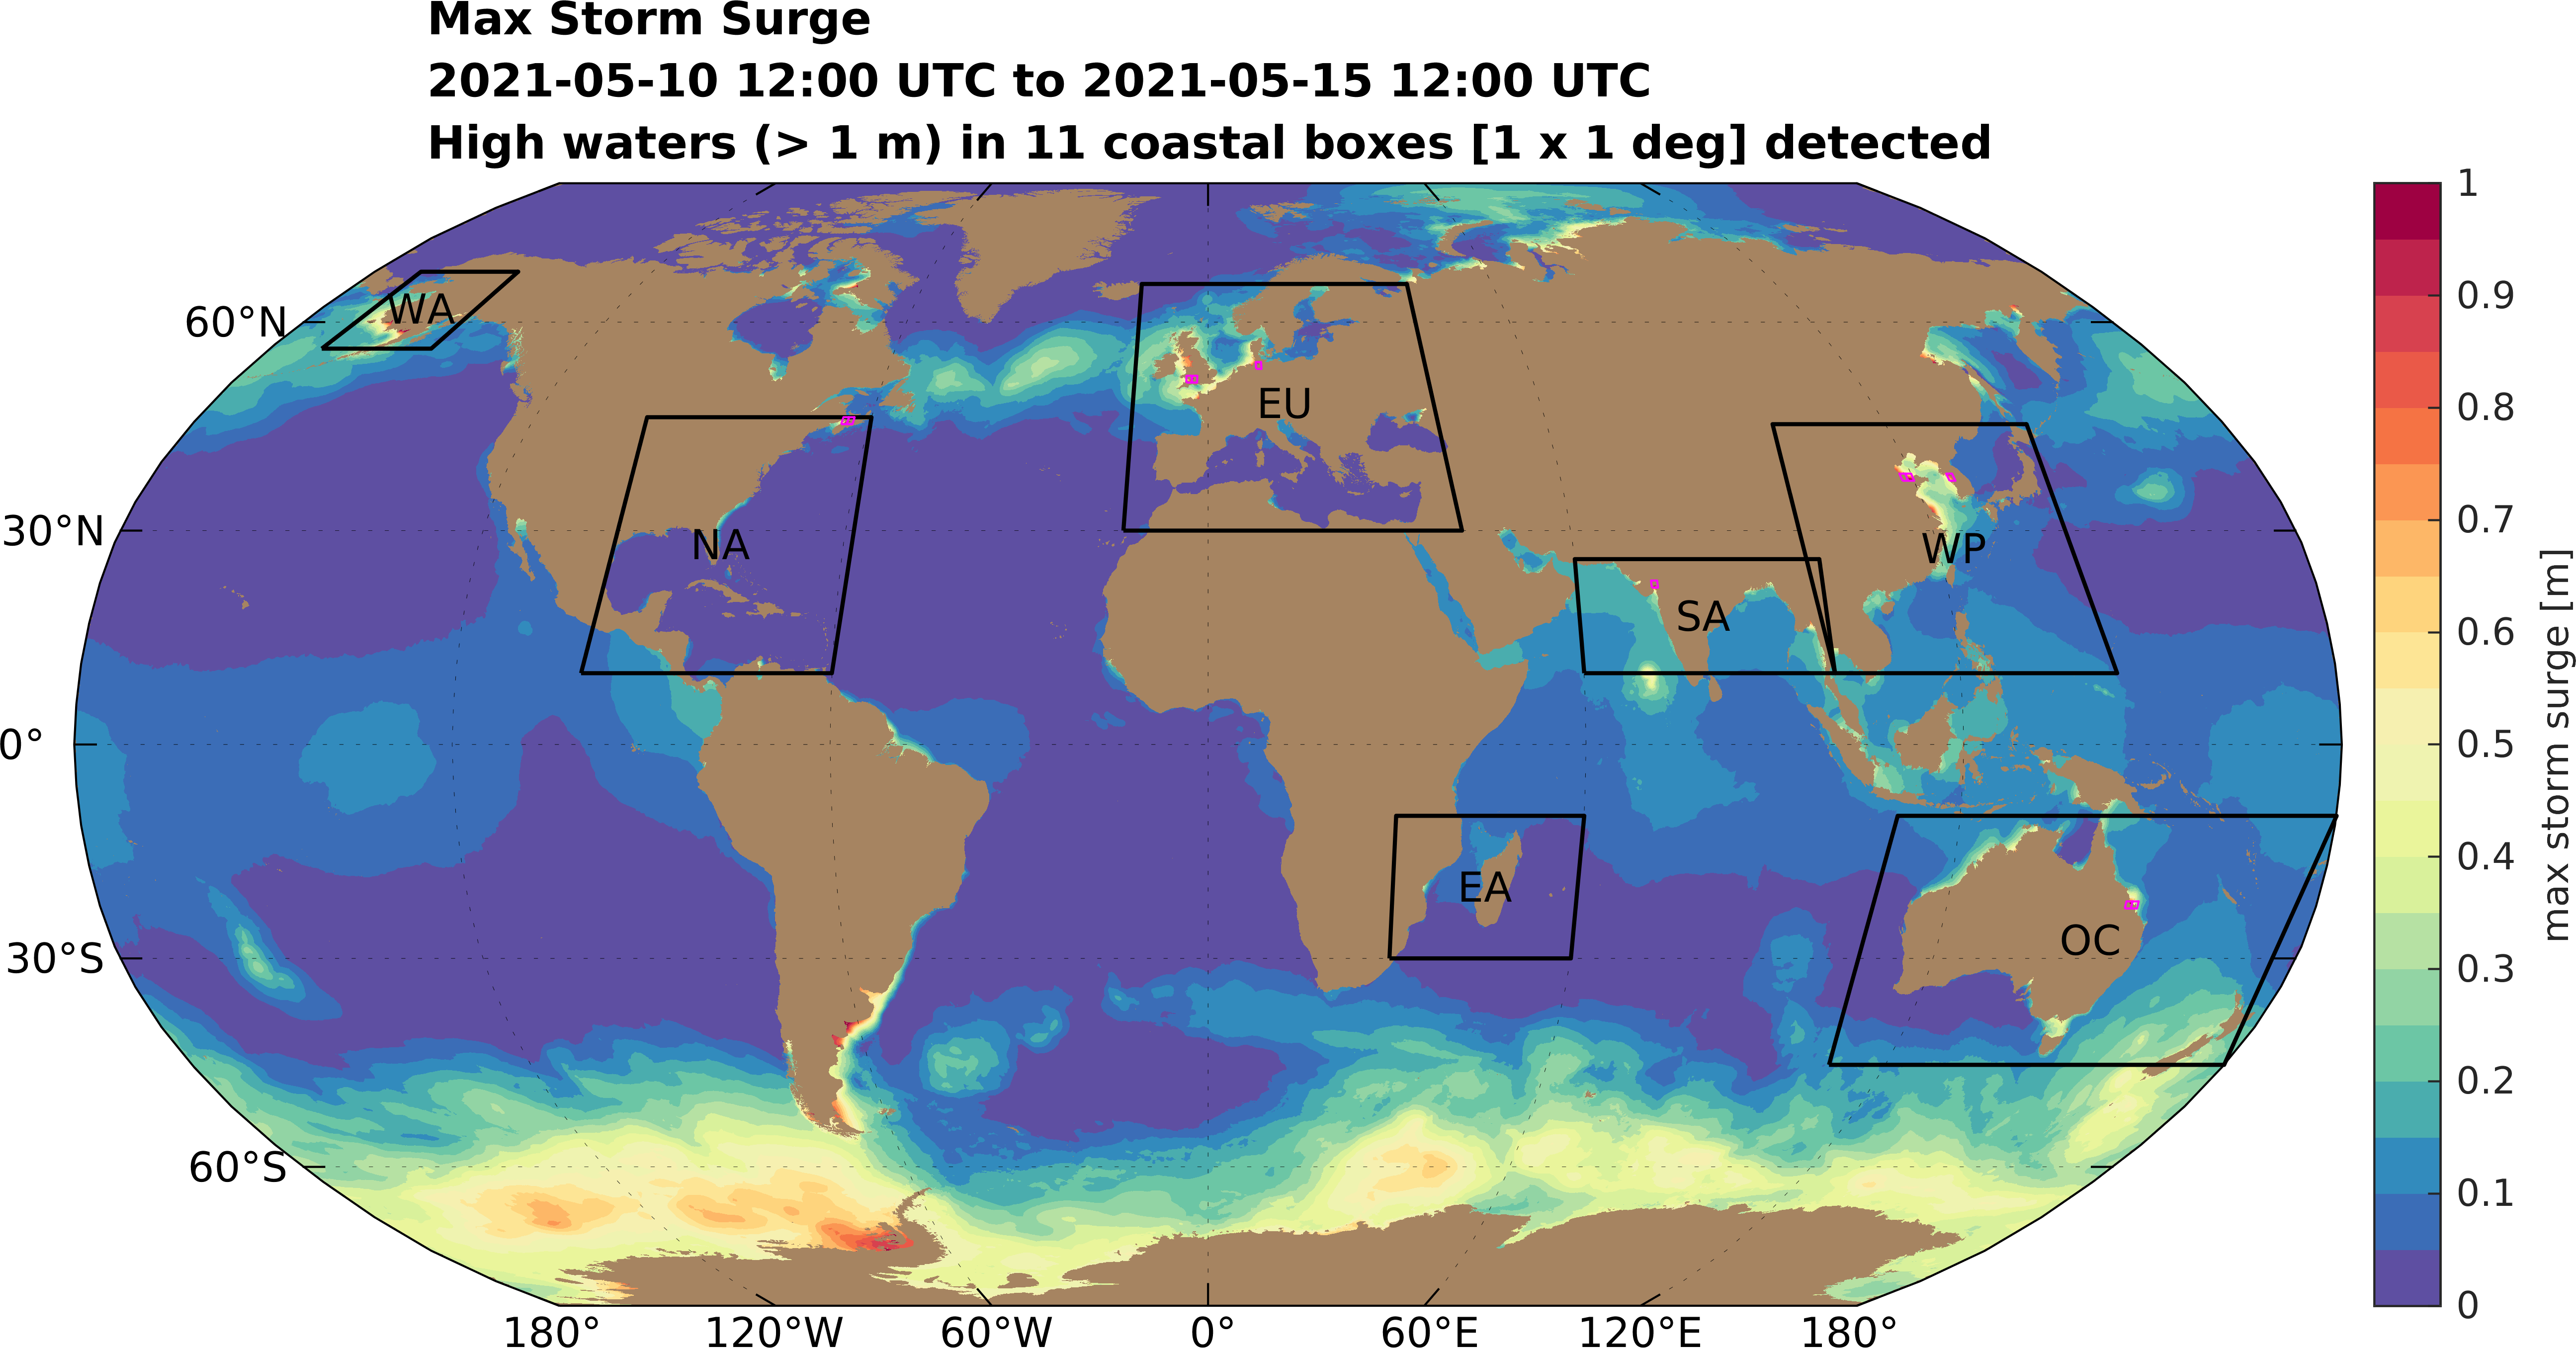 Max Storm Surge
2021-05-10 12:00 UTC to 2021-05-15 12:00 UTC
High waters (> 1 m) in 11 coastal boxes [1 x 1 deg] detected
60°N
30°N
0°
30°S
60°S
WA
NA
EU
SA
WP
EA
OC
180°
120°W
60°W
0°
60°E
120°E
180°
1
0.9
0.8
0.7
0.6
0.5
0.4
0.3
0.2
0.1
0
max storm surge [m]